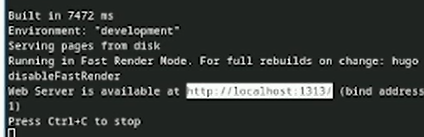 Built in 7472 ms
Environment: "development"
Serving pages from disk
Running in Fast Render Mode. For full rebuilds on change: hugo
disableFastRender
Web Server is available at http://localhost:1313/ (bind address
1)
Press Ctrl+C to stop